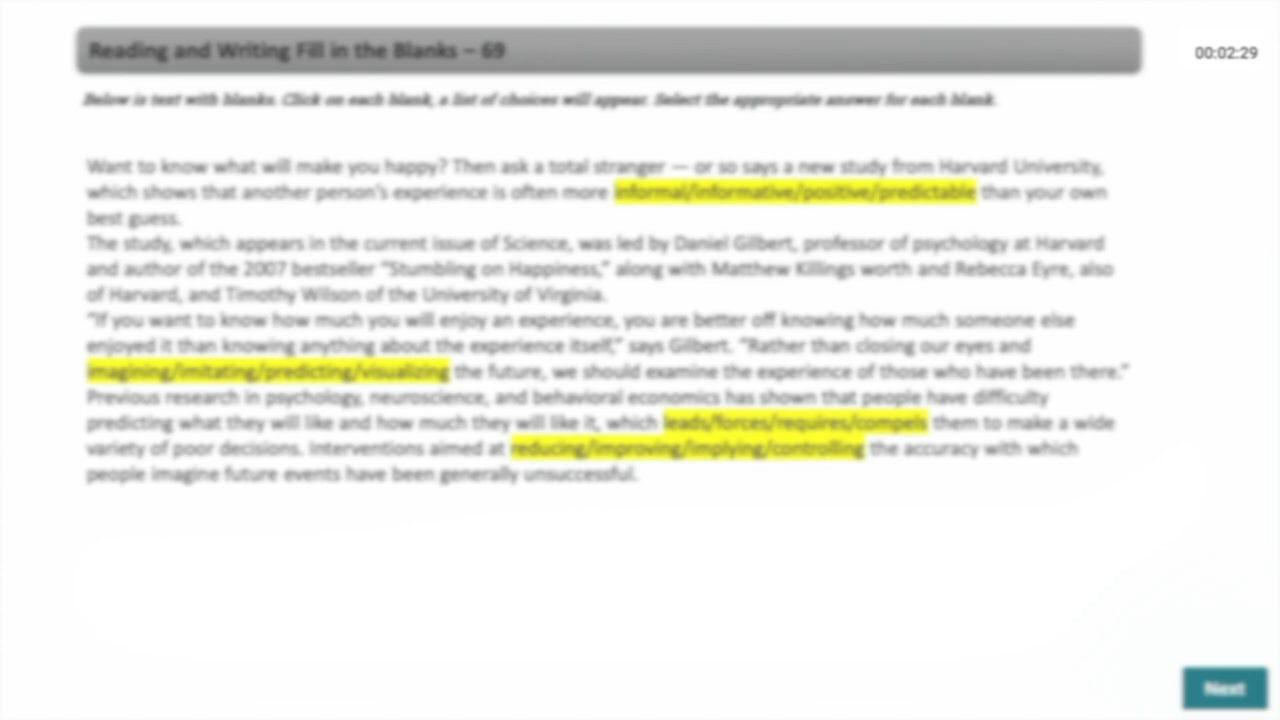 Reading and Writing Fill in the Blanks – 69
00:02:29
Below is text with blanks. Click on each blank, a list of choices will appear. Select the appropriate answer for each blank.
Want to know what will make you happy? Then ask a total stranger — or so says a new study from Harvard University,
which shows that another person's experience is often more informal/informative/positive/predictable than your own
best guess.
The study, which appears in the current issue of Science, was led by Daniel Gilbert, professor of psychology at Harvard
and author of the 2007 bestseller “Stumbling on Happiness,” along with Matthew Killings worth and Rebecca Eyre, also
of Harvard, and Timothy Wilson of the University of Virginia.
“If you want to know how much you will enjoy an experience, you are better off knowing how much someone else
enjoyed it than knowing anything about the experience itself,” says Gilbert. “Rather than closing our eyes and
imagining/imitating/predicting/visualizing the future, we should examine the experience of those who have been there.”
Previous research in psychology, neuroscience, and behavioral economics has shown that people have difficulty
predicting what they will like and how much they will like it, which leads/forces/requires/compels them to make a wide
variety of poor decisions. Interventions aimed at reducing/improving/implying/controlling the accuracy with which
people imagine future events have been generally unsuccessful.
Next